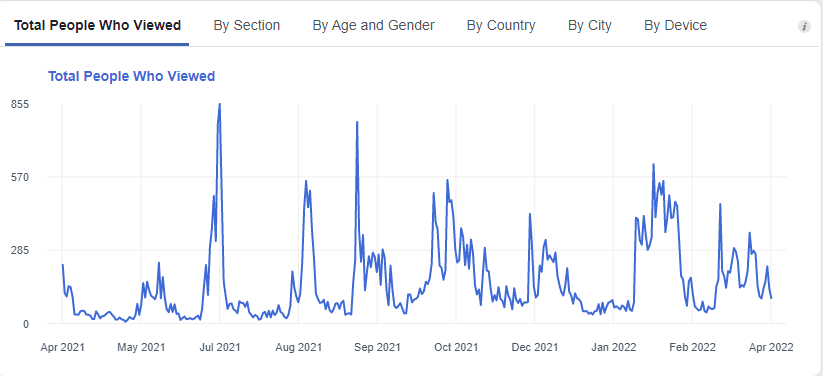 Total People Who Viewed By Section By Age and Gender By Country By City By Device i
Total People Who Viewed
855
570
285
0
Apr 2021 May 2021 Jul 2021 Aug 2021 Sep 2021 Oct 2021 Dec 2021 Jan 2022 Feb 2022 Apr 2022